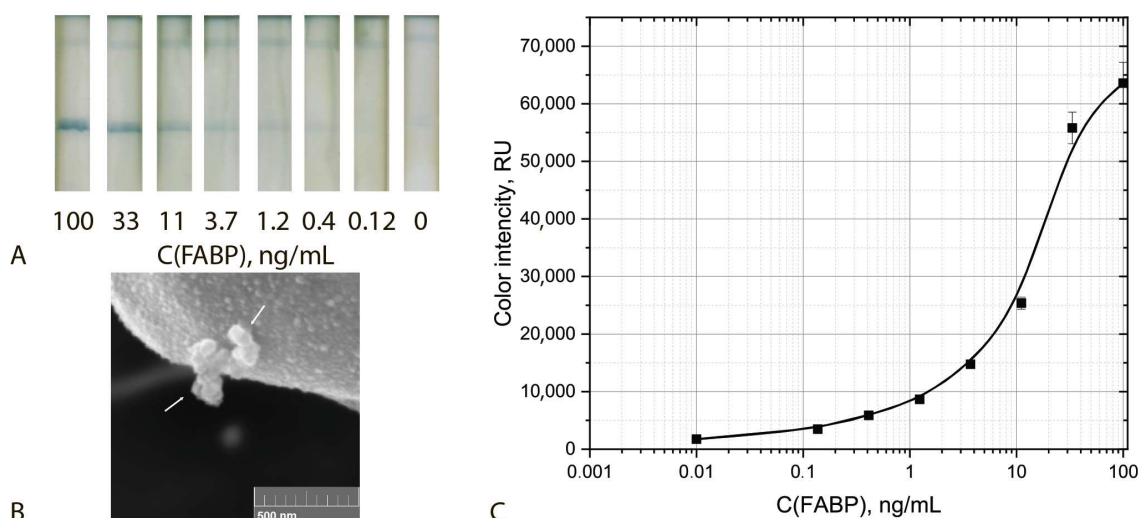 100 33 11 3.7 1.2 0.4 0.12 0
A C(FABP), ng/mL
B
500 nm
C
Color intencity, RU
70,000
60,000
50,000
40,000
30,000
20,000
10,000
0
0.001 0.01 0.1 1 10 100
C(FABP), ng/mL